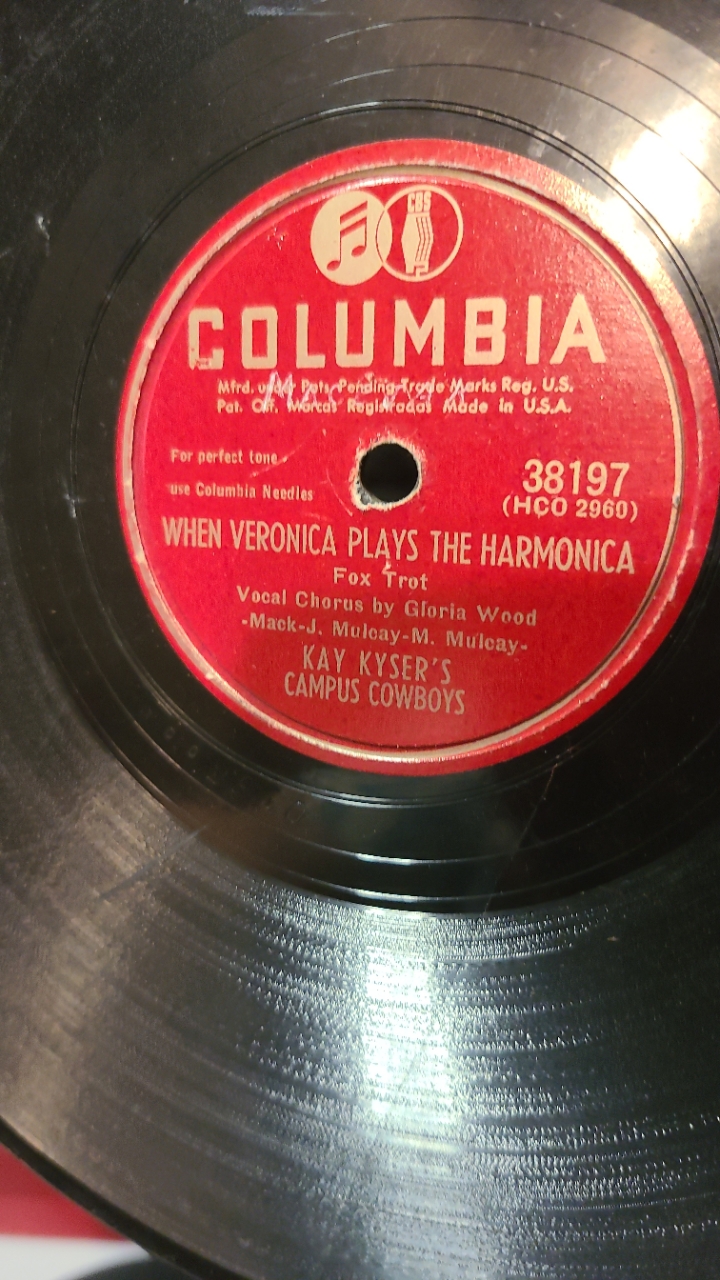 CBS
COLUMBIA
Mfrd. under Pats. Pending Trade Marks Reg. U.S.
Pat. Off. Marcas Registradas Made in U.S.A.
For perfect tone
use Columbia Needles
38197
(HCO 2960)
WHEN VERONICA PLAYS THE HARMONICA
Fox Trot
Vocal Chorus by Gloria Wood
-Mack-J. Mulcay-M. Mulcay-
KAY KYSER'S
CAMPUS COWBOYS